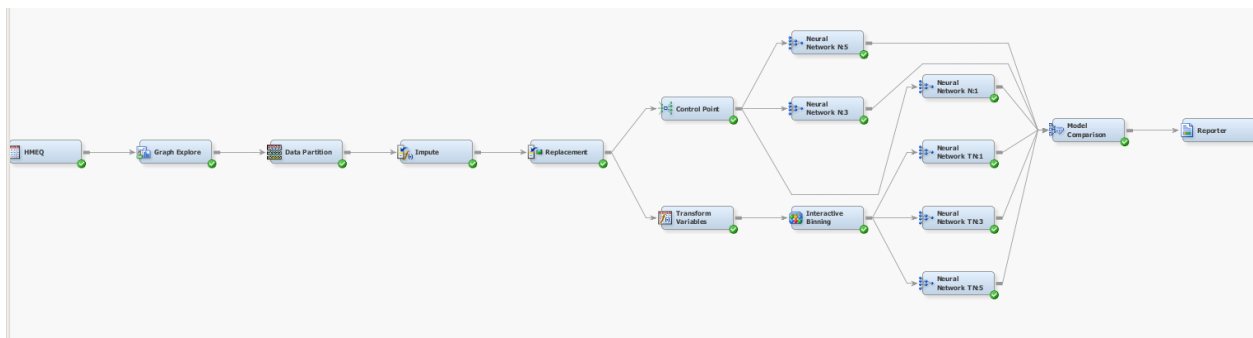 Neural
Network N:5
Neural
Network N:1
Control Point
Neural
Network N:3
Model
Comparison
Reporter
HMEQ
Graph Explore
Data Partition
Impute
Replacement
Neural
Network TN:1
Transform
Variables
Interactive
Binning
Neural
Network TN:3
Neural
Network TN:5